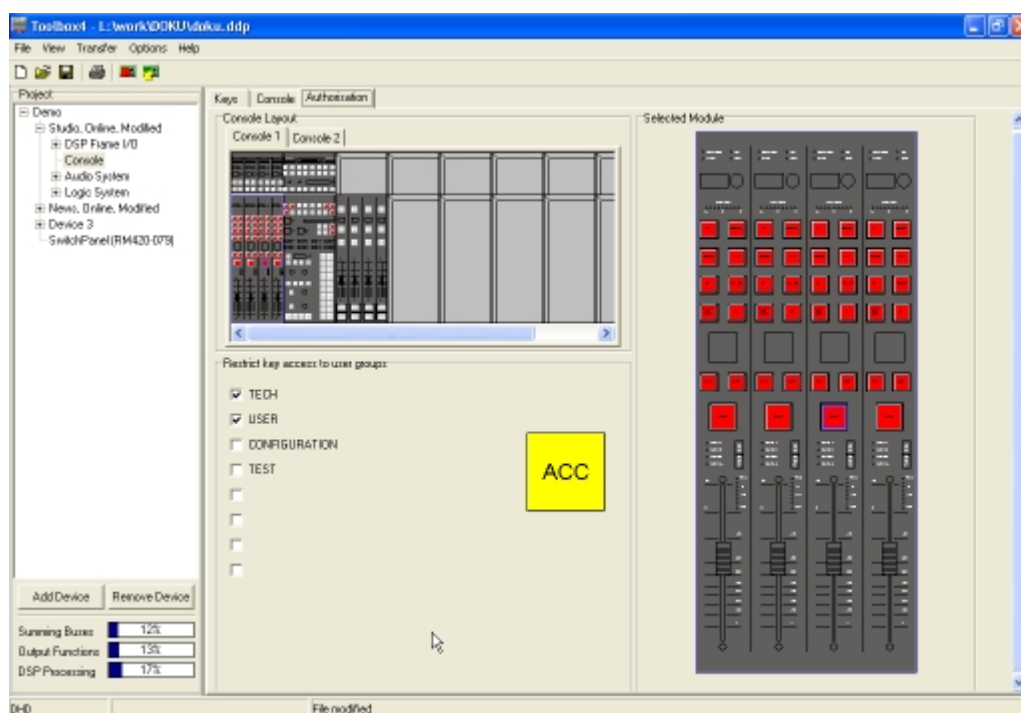 Toolbox4 - L:\work\DOKU\doku.ddp
File View Transfer Options Help
Project
Demo
Studio, Online, Modified
DSP Frame I/O
Console
Audio System
Logic System
News, Online, Modified
Device 3
SwitchPanel (RM420-079)
Add Device Remove Device
Summing Buses 12%
Output Functions 13%
DSP Processing 17%
Keys Console Authorisation
Console Layout
Console 1 Console 2
Restrict key access to user groups:
TECH
USER
CONFIGURATION
TEST
ACC
Selected Module
DHD File modified